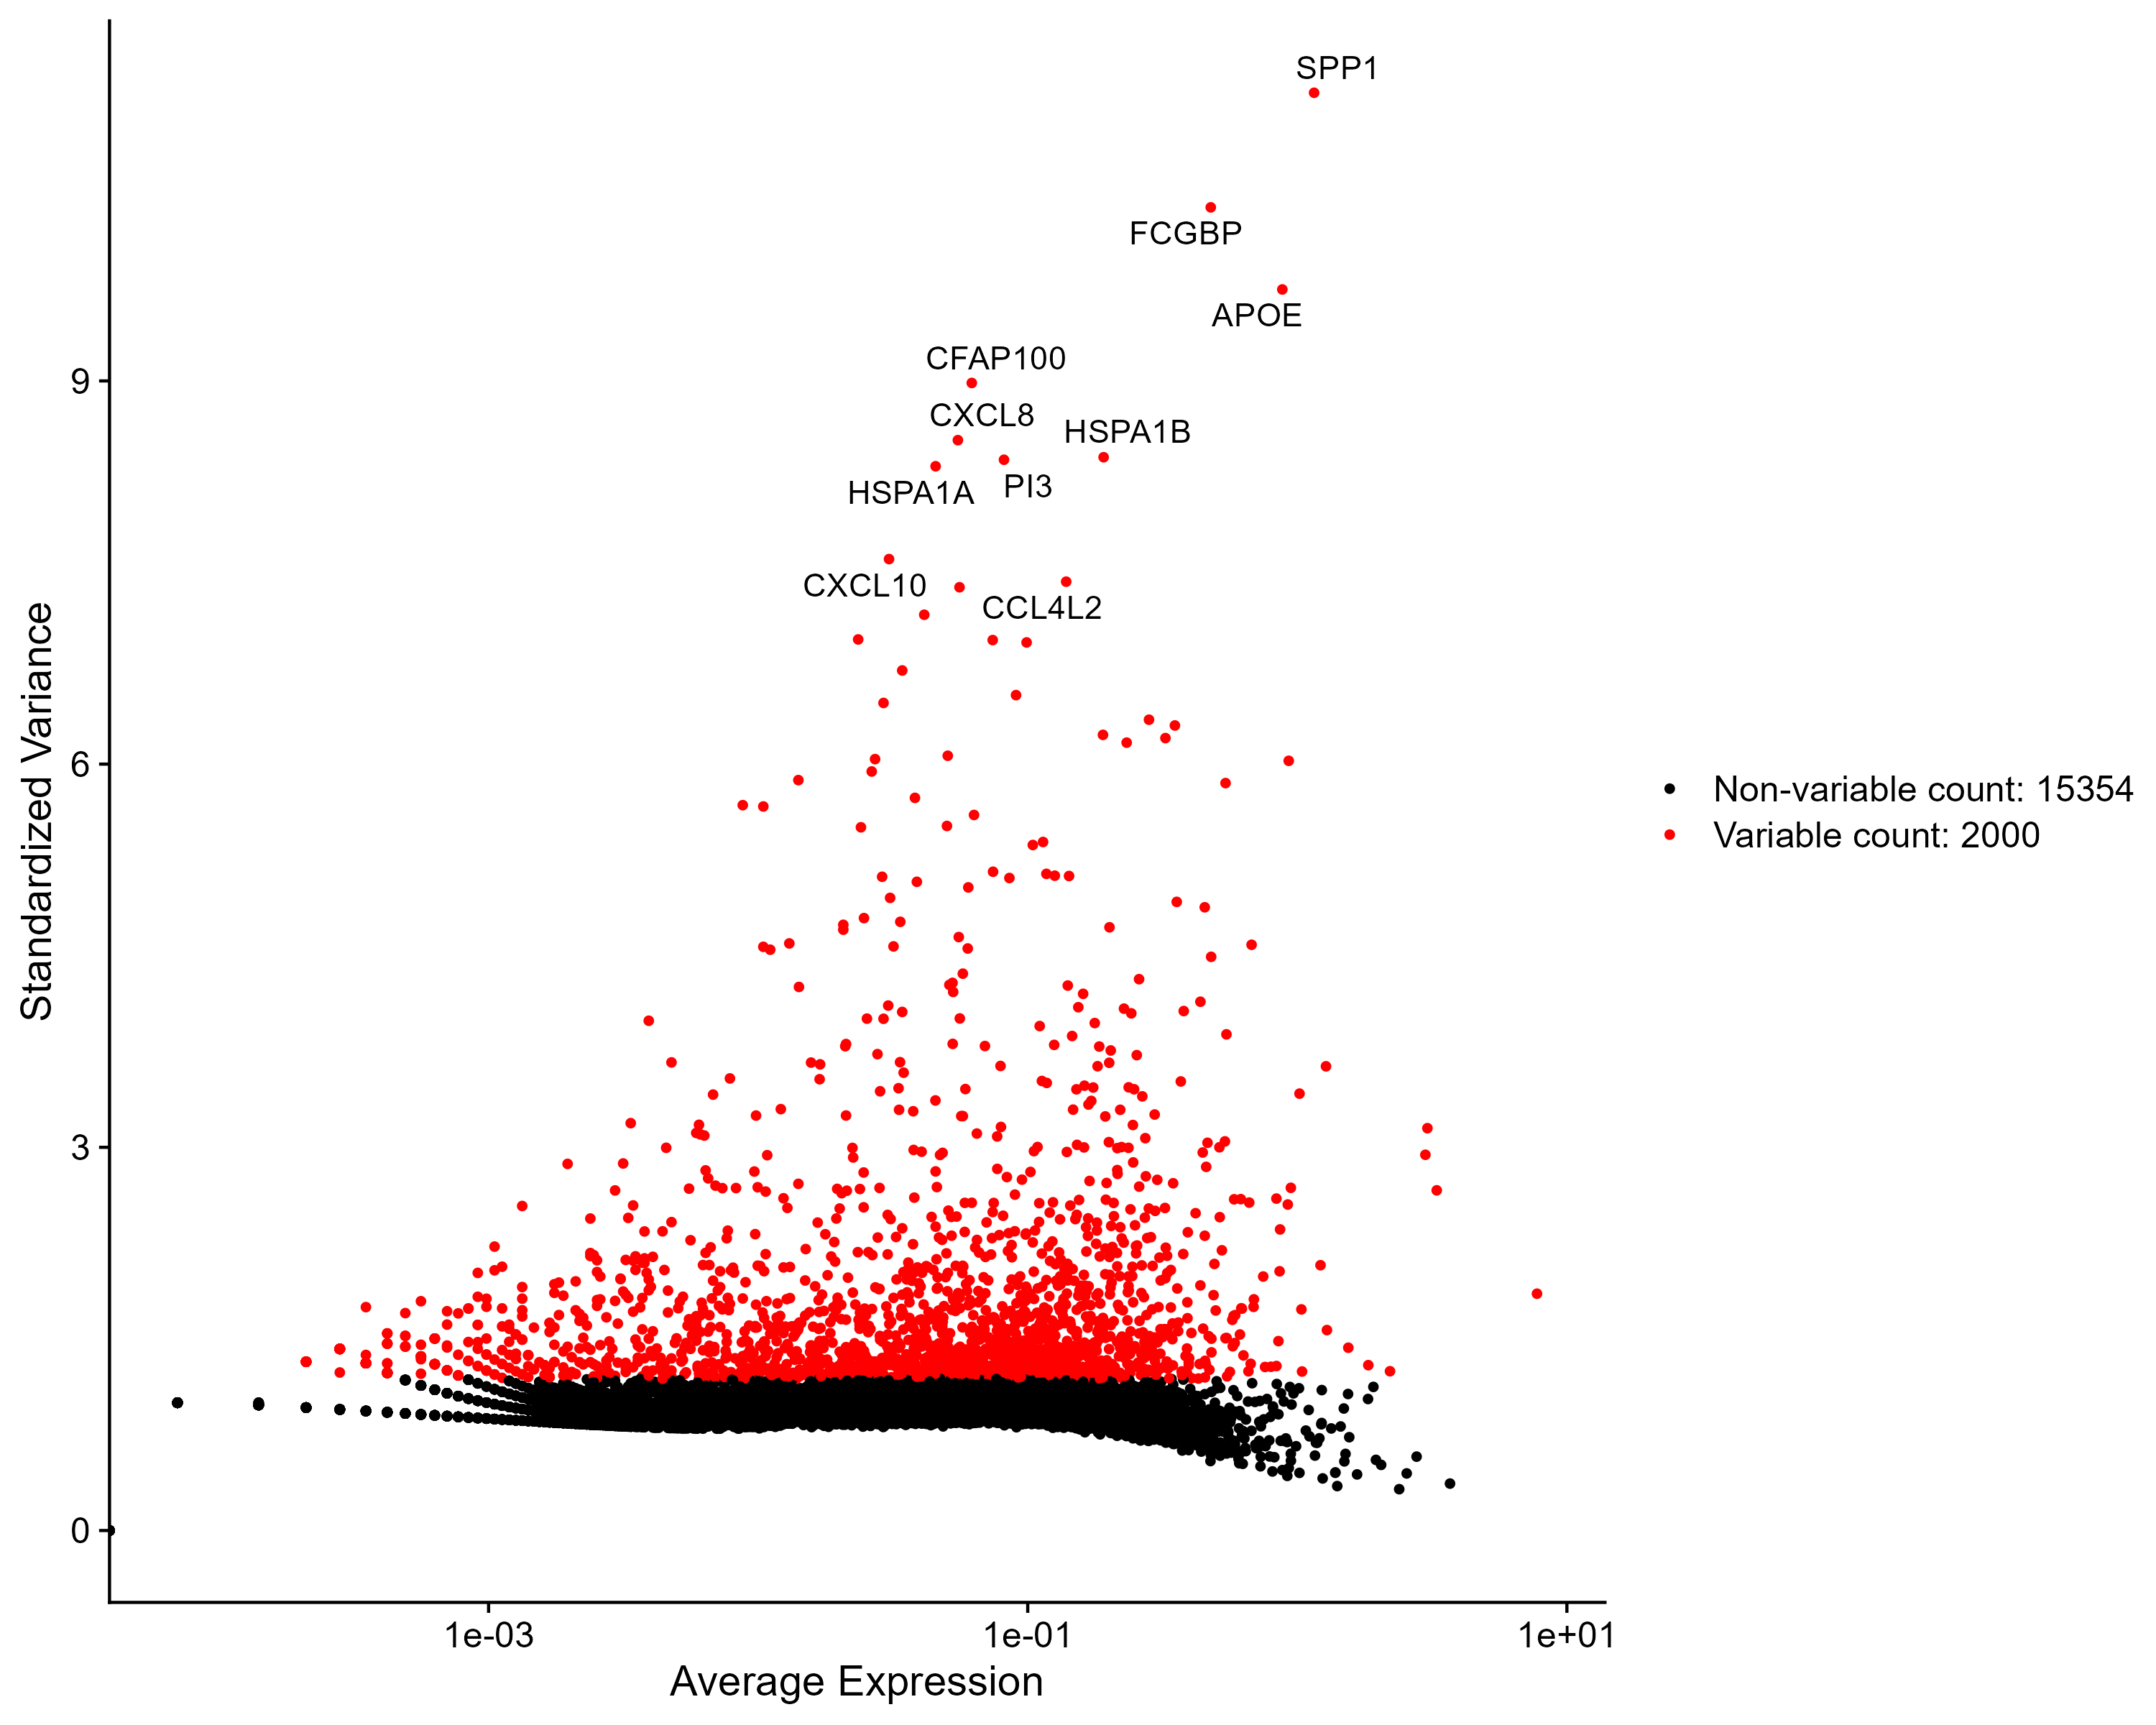 SPP1
FCGBP
APOE
CFAP100
CXCL8
HSPA1B
HSPA1A
PI3
CXCL10
CCL4L2
9
6
3
0
Standardized Variance
1e-03
1e-01
1e+01
Average Expression
Non-variable count: 15354
Variable count: 2000